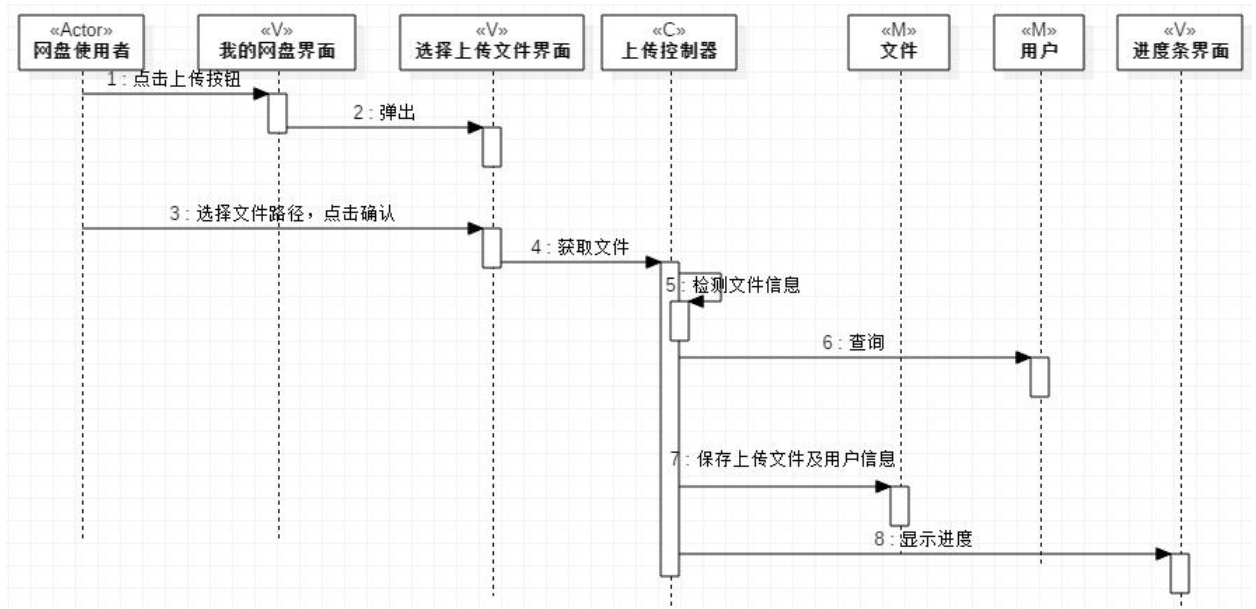 «Actor»
网盘使用者
«V»
我的网盘界面
«V»
选择上传文件界面
«C»
上传控制器
«M»
文件
«M»
用户
«V»
进度条界面
1 : 点击上传按钮
2 : 弹出
3 : 选择文件路径，点击确认
4 : 获取文件
5 : 检测文件信息
6 : 查询
7 : 保存上传文件及用户信息
8 : 显示进度